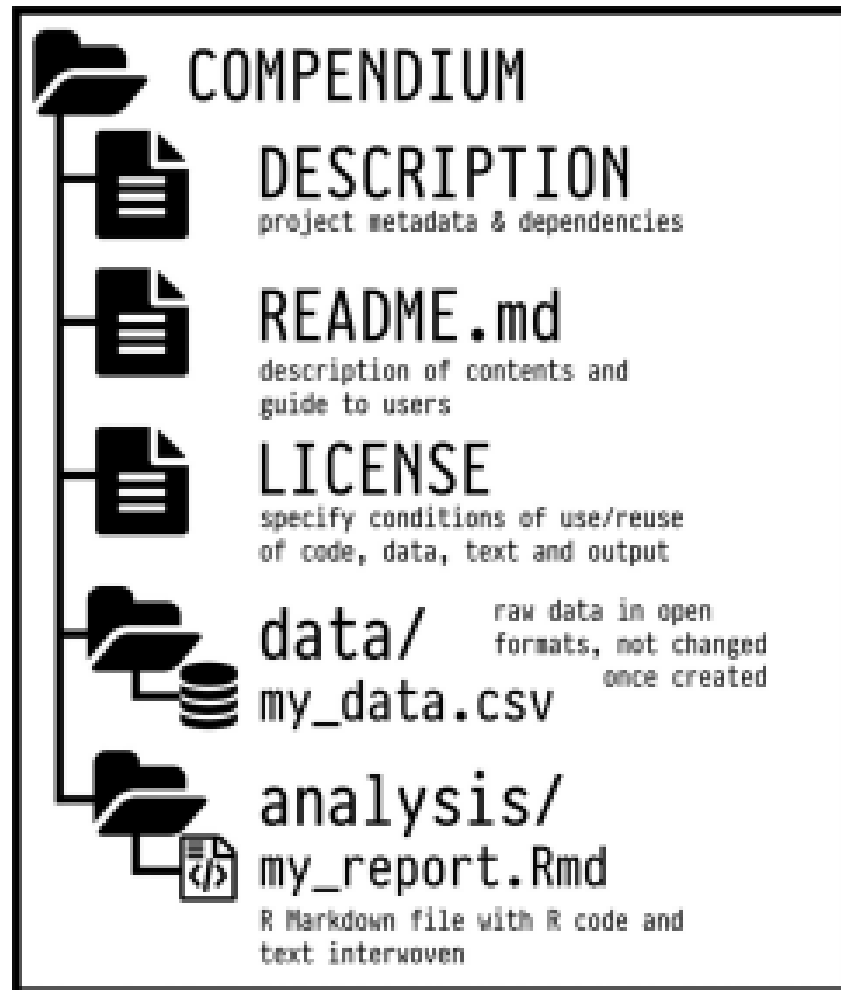 COMPENDIUM
DESCRIPTION
project metadata & dependencies
README.md
description of contents and
guide to users
LICENSE
specify conditions of use/reuse
of code, data, text and output
data/
raw data in open
formats, not changed
once created
my_data.csv
analysis/
my_report.Rmd
R Markdown file with R code and
text interwoven